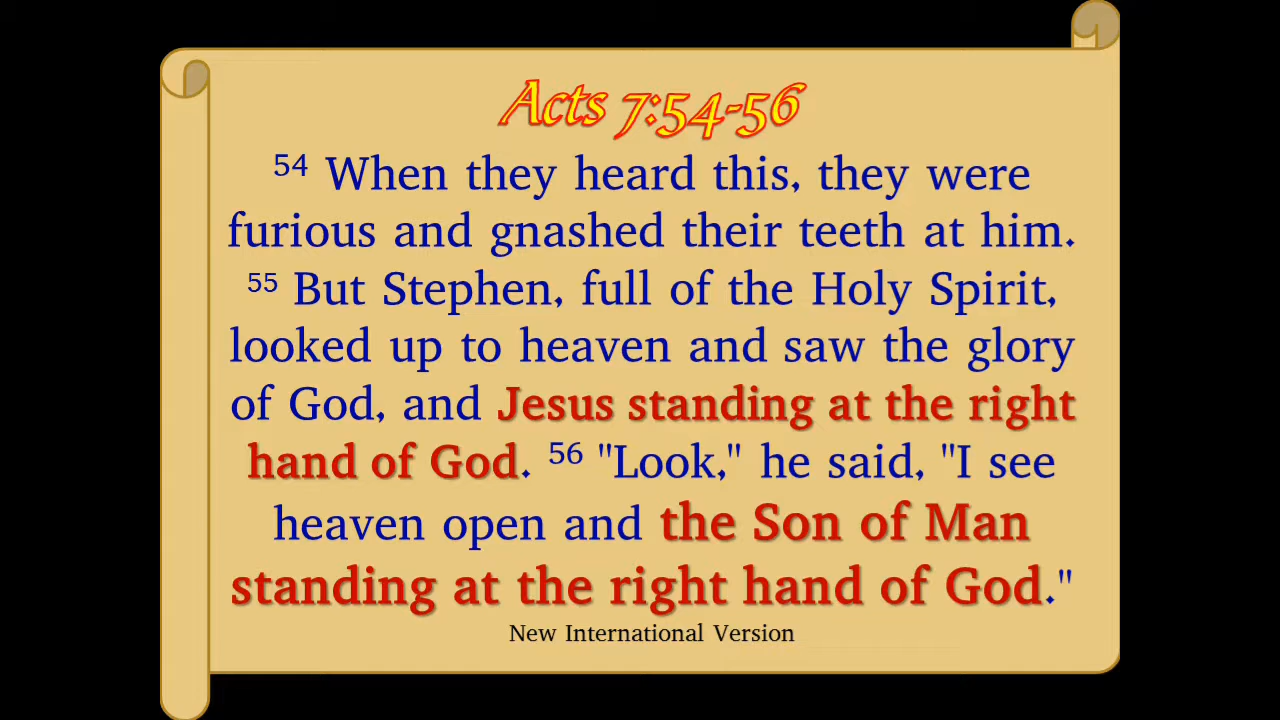 Acts 7:54-56
54 When they heard this, they were
furious and gnashed their teeth at him.
55 But Stephen, full of the Holy Spirit,
looked up to heaven and saw the glory
of God, and Jesus standing at the right
hand of God. 56 "Look," he said, "I see
heaven open and the Son of Man
standing at the right hand of God."
New International Version